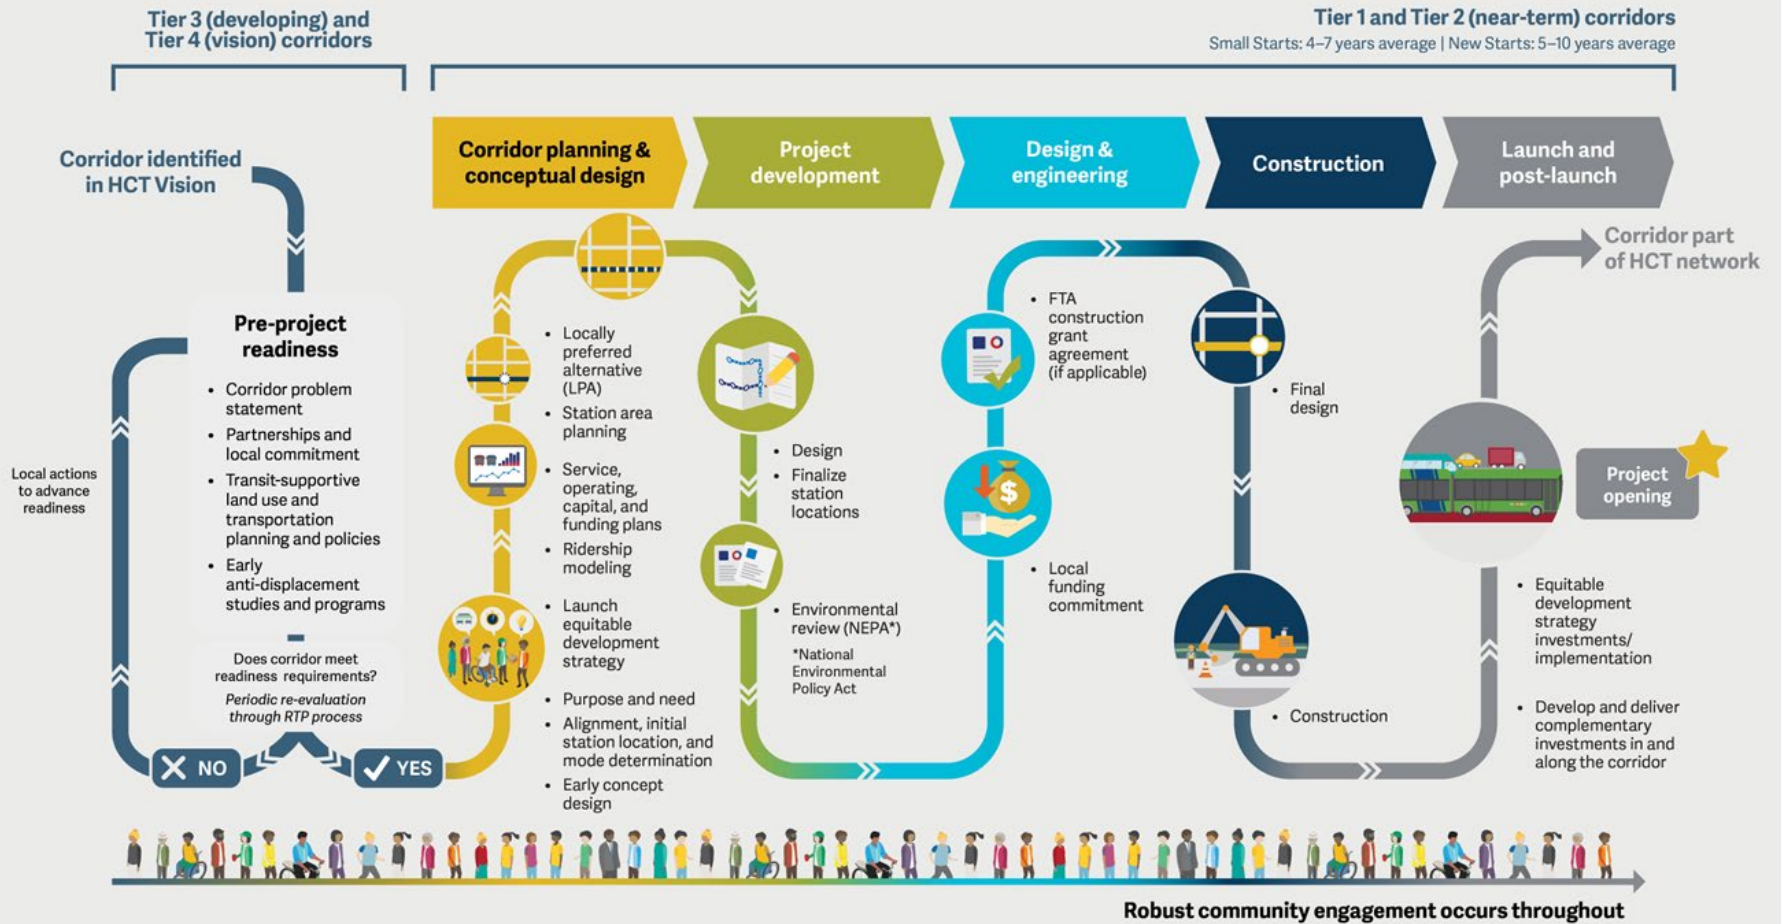 Tier 3 (developing) and
Tier 4 (vision) corridors
Tier 1 and Tier 2 (near-term) corridors
Small Starts: 4–7 years average | New Starts: 5–10 years average
Corridor identified
in HCT Vision
Pre-project
readiness
• Corridor problem
statement
• Partnerships and
local commitment
• Transit-supportive
land use and
transportation
planning and policies
• Early
anti-displacement
studies and programs
Does corridor meet
readiness requirements?
Periodic re-evaluation
through RTP process
Local actions
to advance
readiness
NO
YES
Corridor planning &
conceptual design
• Locally
preferred
alternative
(LPA)
• Station area
planning
• Service,
operating,
capital, and
funding plans
• Ridership
modeling
• Launch
equitable
development
strategy
• Purpose and need
• Alignment, initial
station location, and
mode determination
• Early concept
design
Project
development
• Design
• Finalize
station
locations
• Environmental
review (NEPA*)
*National
Environmental
Policy Act
Design &
engineering
• FTA
construction
grant
agreement
(if applicable)
$
• Local
funding
commitment
Construction
• Final
design
• Construction
Launch and
post-launch
Corridor part
of HCT network
Project
opening
• Equitable
development
strategy
investments/
implementation
• Develop and deliver
complementary
investments in and
along the corridor
Robust community engagement occurs throughout